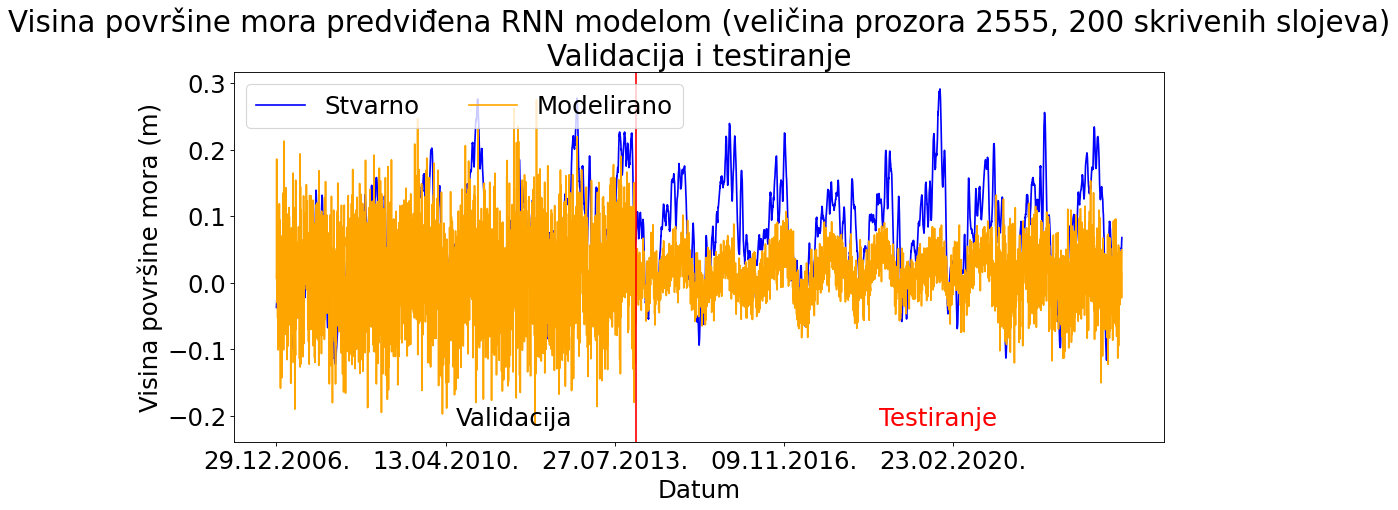 Visina površine mora predviđena RNN modelom (veličina prozora 2555, 200 skrivenih slojeva)
Validacija i testiranje
Stvarno Modelirano
Visina površine mora (m)
0.3
0.2
0.1
0.0
−0.1
−0.2
Validacija Testiranje
29.12.2006. 13.04.2010. 27.07.2013. 09.11.2016. 23.02.2020.
Datum